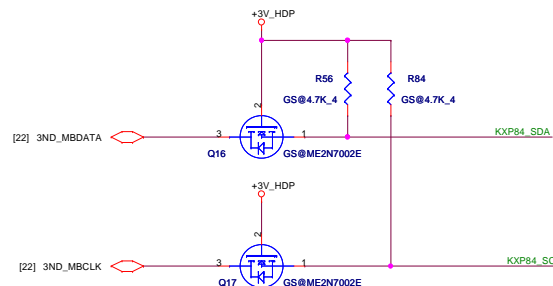 +3V_HDP
R56
R84
GS@4.7K_4
GS@4.7K_4
2
[22] 3ND_MBDATA
3
1
KXP84_SDA
Q16
GS@ME2N7002E
+3V_HDP
2
[22] 3ND_MBCLK
3
1
KXP84_SC
Q17
GS@ME2N7002E